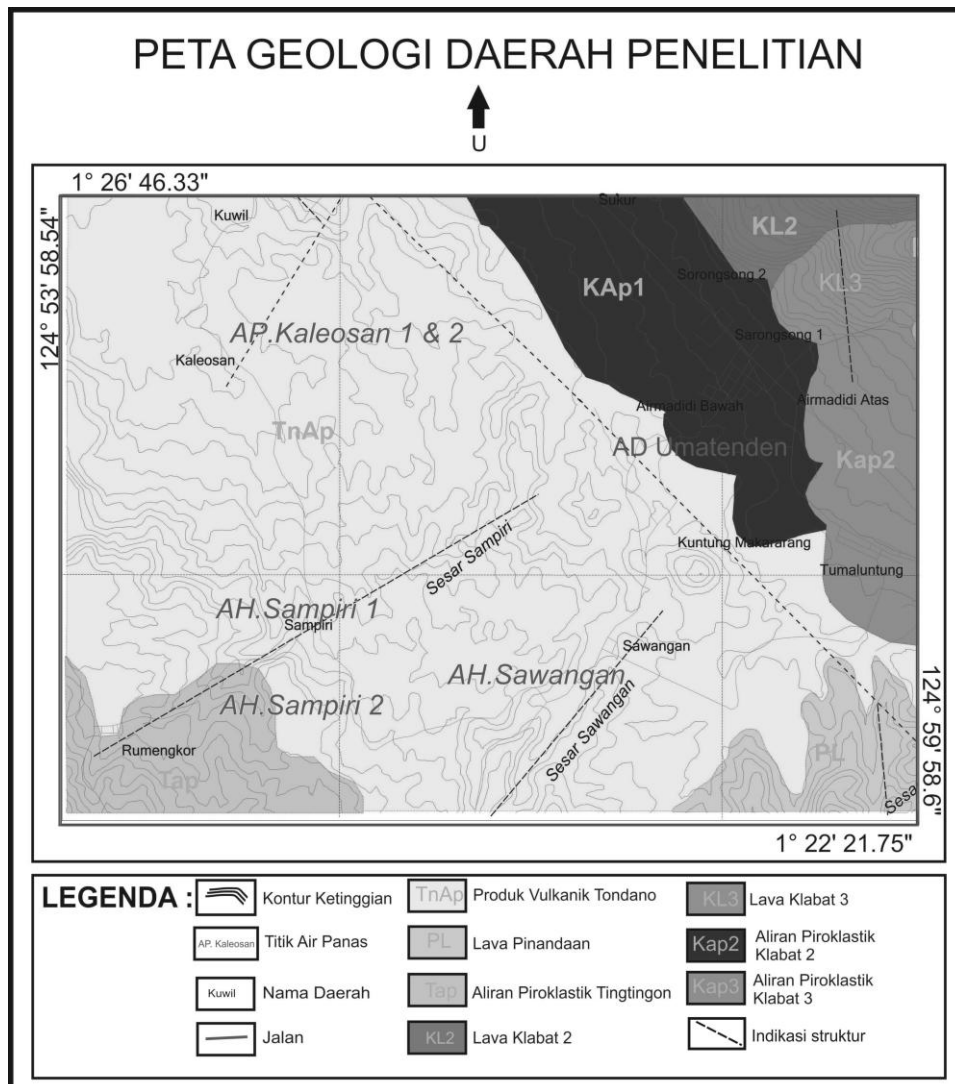 PETA GEOLOGI DAERAH PENELITIAN
U
1° 26' 46.33"
124° 53' 58.54"
Kuwil
Sukur
KL2
Sorongsong 2
KAp1
KL3
AP.Kaleosan 1 & 2
Sarongsong 1
Kaleosan
Airmadidi Atas
Airmadidi Bawah
TnAp
AD Umatenden
Kap2
Sesar Sampiri
Kuntung Makararang
Tumaluntung
AH.Sampiri 1
Sampiri
Sawangan
AH.Sawangan
AH.Sampiri 2
Sesar Sawangan
124° 59' 58.6"
Rumengkor
PL
Tap
Sesa
1° 22' 21.75"
LEGENDA :
Kontur Ketinggian
AP. Kaleosan
Titik Air Panas
Kuwil
Nama Daerah
Jalan
TnAp
Produk Vulkanik Tondano
PL
Lava Pinandaan
Tap
Aliran Piroklastik Tingtingon
KL2
Lava Klabat 2
KL3
Lava Klabat 3
Kap2
Aliran Piroklastik
Klabat 2
Kap3
Aliran Piroklastik
Klabat 3
Indikasi struktur